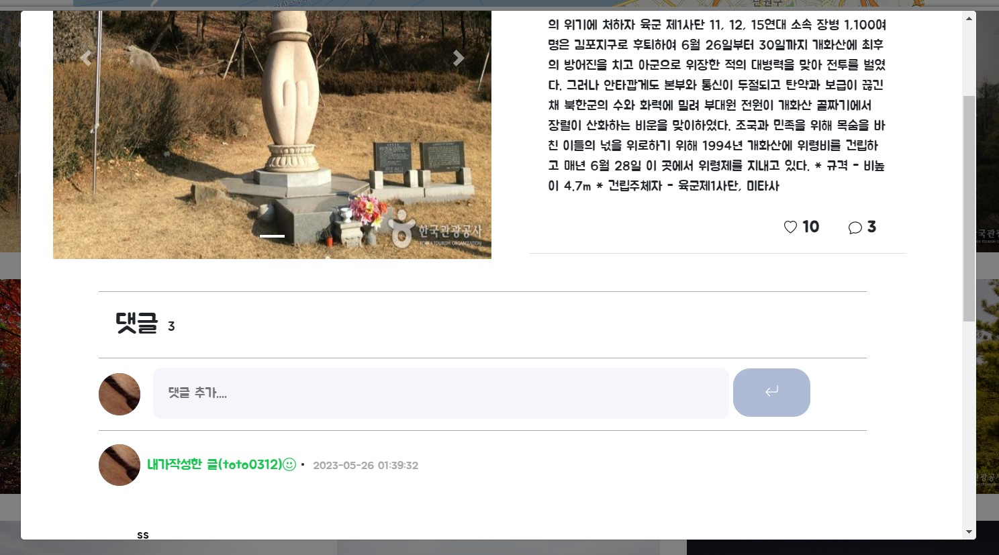 단원구
의 위기에 처하자 육군 제1사단 11, 12, 15연대 소속 장병 1,100여
명은 김포지구로 후퇴하여 6월 26일부터 30일까지 개화산에 최후
의 방어진을 치고 아군으로 위장한 적의 대병력을 맞아 전투를 벌였
다. 그러나 안타깝게도 본부와 통신이 두절되고 탄약과 보급이 끊긴
채 북한군의 수와 화력에 밀려 부대원 전원이 개화산 골짜기에서
장렬이 산화하는 비운을 맞이하였다. 조국과 민족을 위해 목숨을 바
친 이들의 넋을 위로하기 위해 1994년 개화산에 위령비를 건립하
고 매년 6월 28일 이 곳에서 위령제를 지내고 있다. * 규격 - 비높
이 4.7m * 건립주체자 - 육군제1사단, 미타사
한국관광공사
KOREA TOURISM ORGANIZATION
10 3
댓글 3
댓글 추가....
내가작성한 글(toto0312) • 2023-05-26 01:39:32
ss